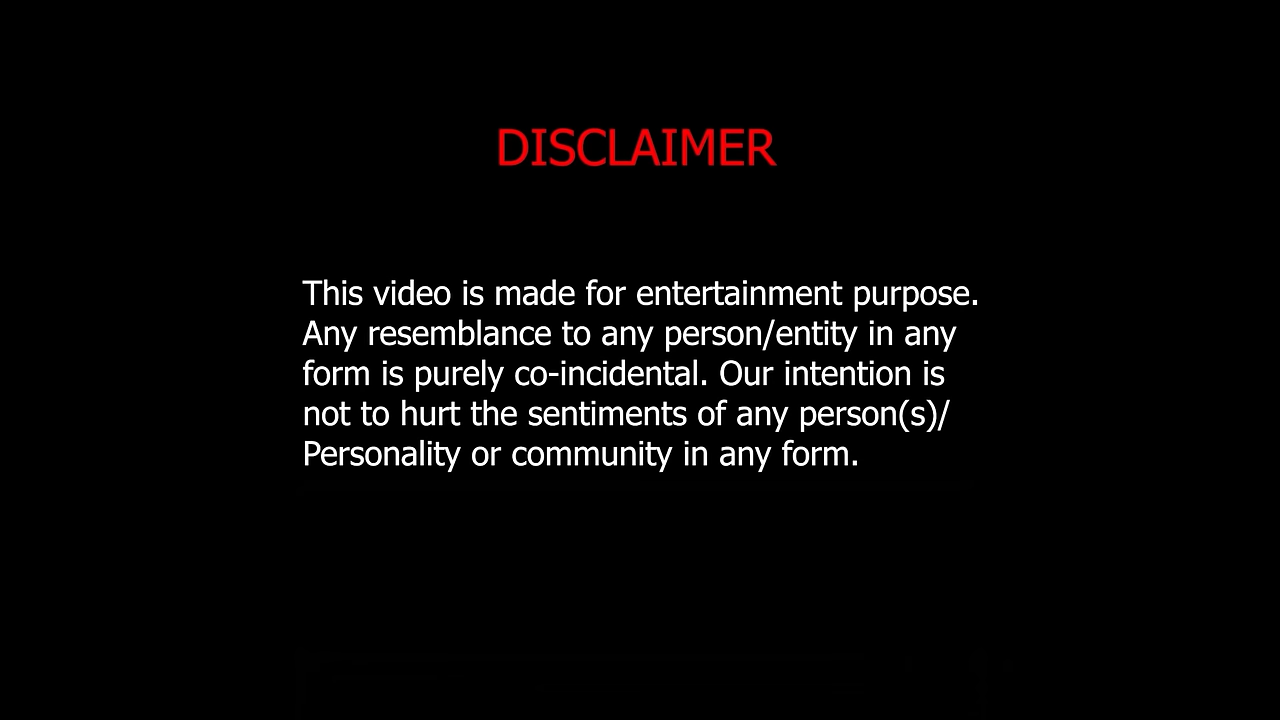 DISCLAIMER
This video is made for entertainment purpose.
Any resemblance to any person/entity in any
form is purely co-incidental. Our intention is
not to hurt the sentiments of any person(s)/
Personality or community in any form.